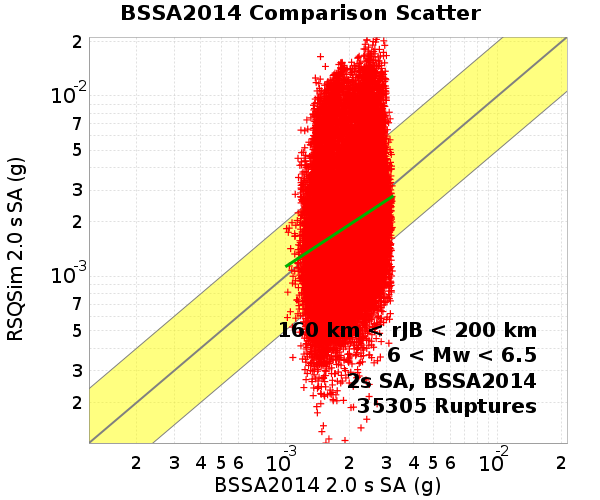 BSSA2014 Comparison Scatter
RSQSim 2.0 s SA (g)
2
10⁻²
7
5
3
2
10⁻³
7
5
3
2
160 km < rJB < 200 km
6 < Mw < 6.5
2s SA, BSSA2014
35305 Ruptures
2 3 4 5 6 10⁻³ 2 3 4 5 6 10⁻² 2
BSSA2014 2.0 s SA (g)